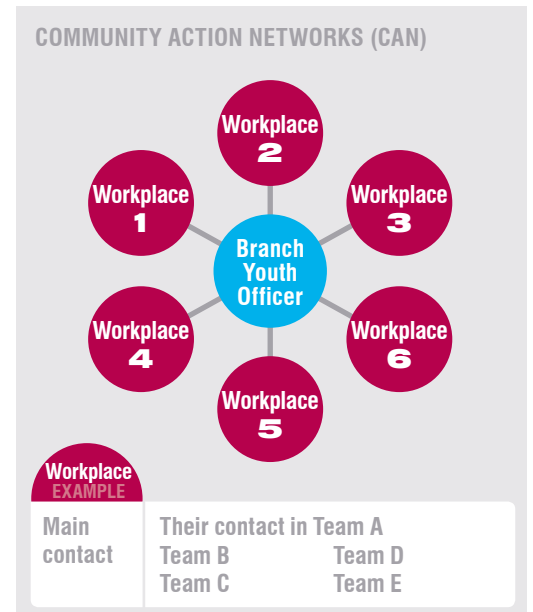 COMMUNITY ACTION NETWORKS (CAN)
Workplace
2
Workplace
1
Workplace
3
Branch
Youth
Officer
Workplace
4
Workplace
6
Workplace
5
Workplace
EXAMPLE
Main
contact
Their contact in Team A
Team B Team D
Team C Team E